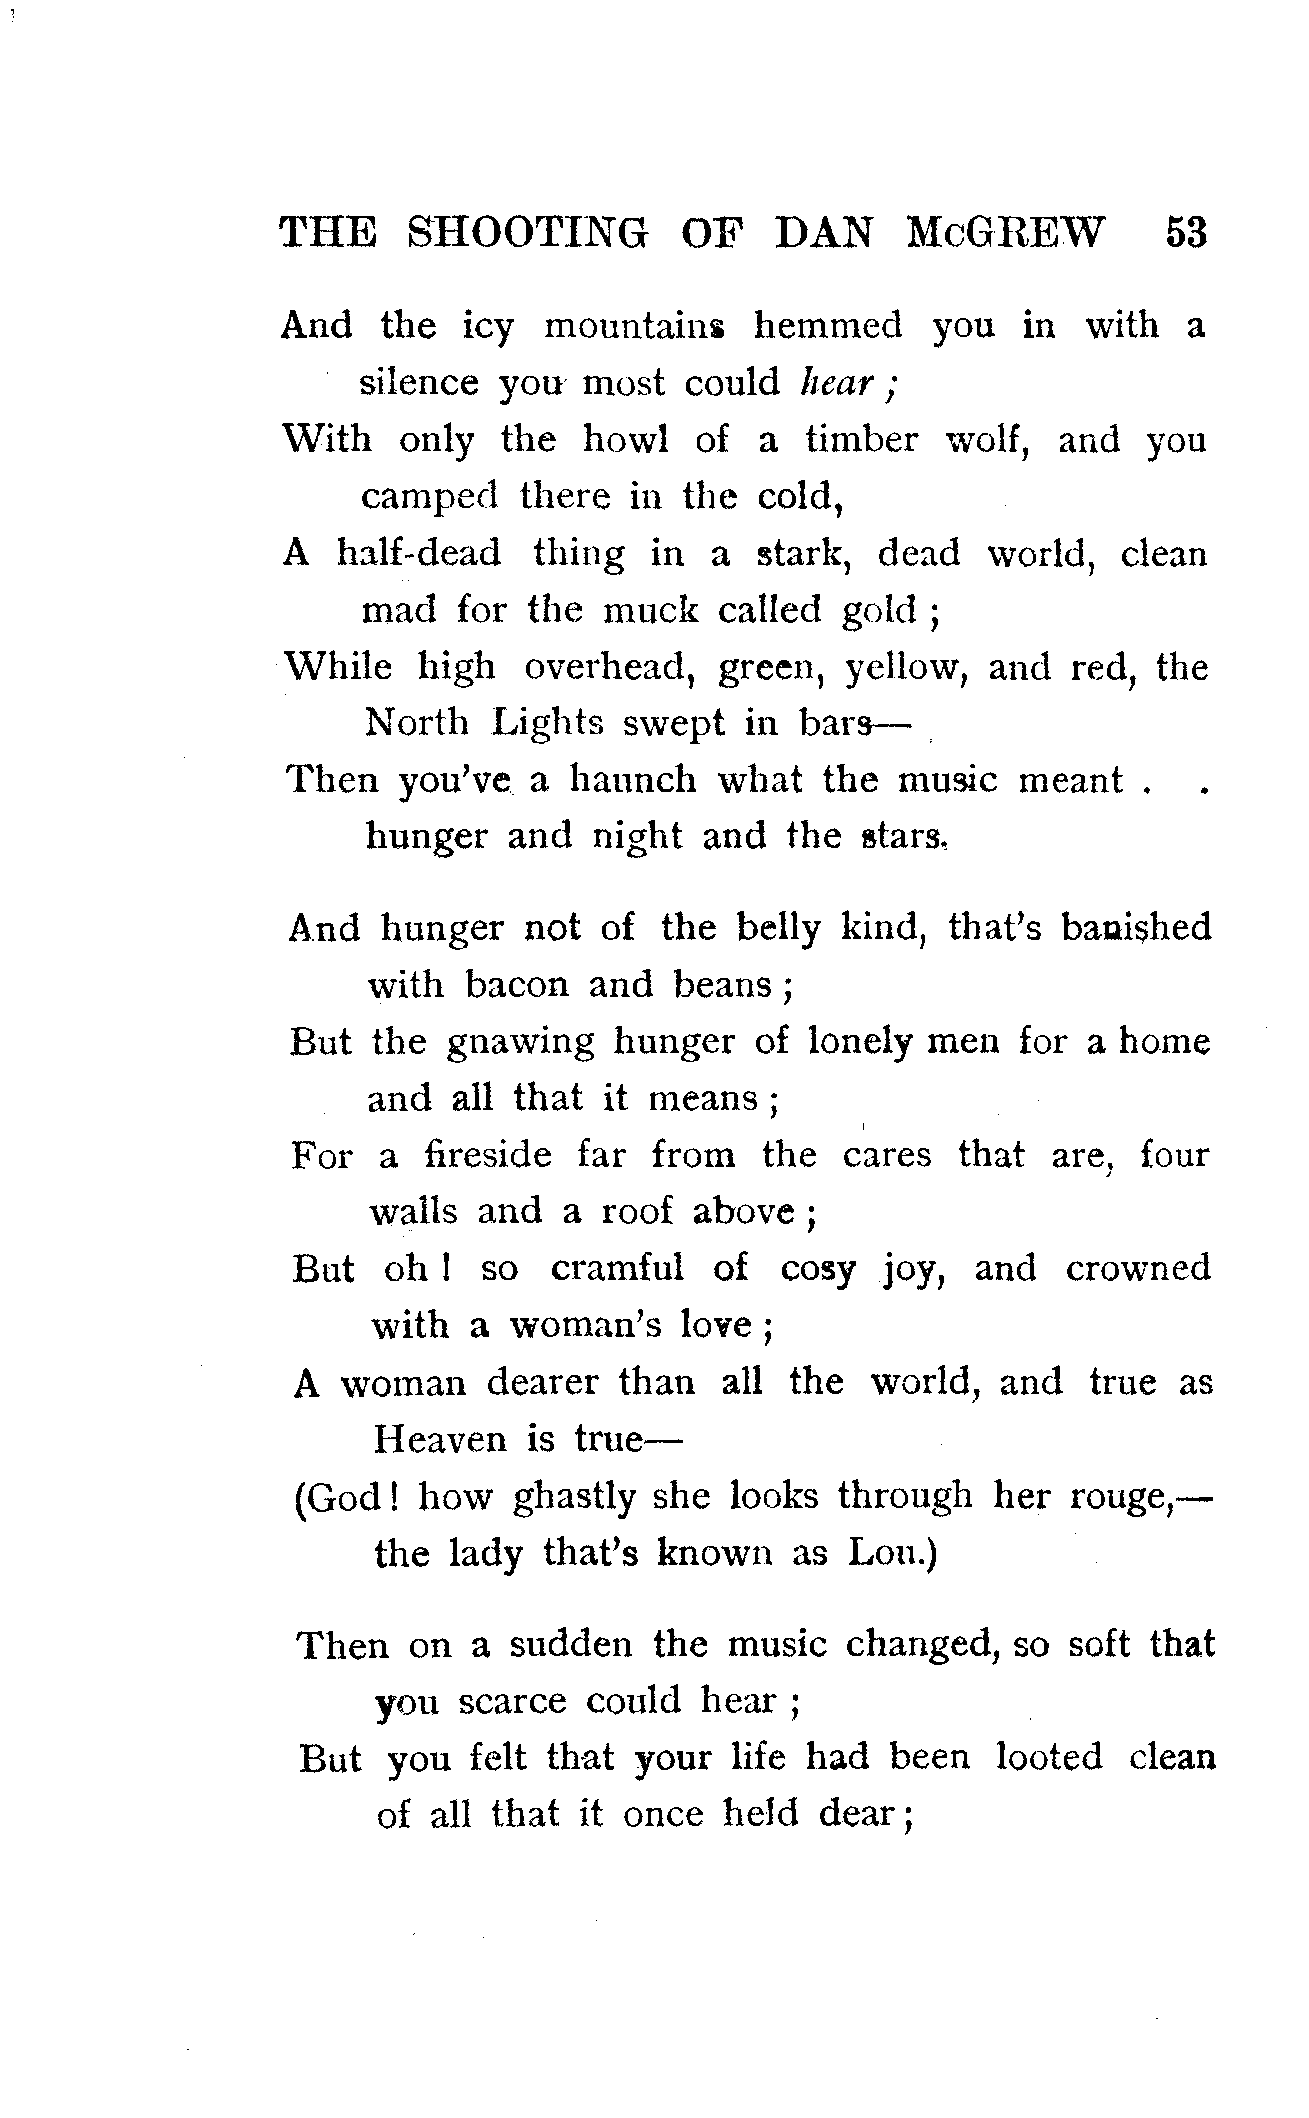 THE SHOOTING OF DAN McGREW 53
And the icy mountains hemmed you in with a
silence you most could hear ;
With only the howl of a timber wolf, and you
camped there in the cold,
A half-dead thing in a stark, dead world, clean
mad for the muck called gold ;
While high overhead, green, yellow, and red, the
North Lights swept in bars—
Then you've a haunch what the music meant . .
hunger and night and the stars.
And hunger not of the belly kind, that's banished
with bacon and beans ;
But the gnawing hunger of lonely men for a home
and all that it means ;
For a fireside far from the cares that are, four
walls and a roof above ;
But oh ! so cramful of cosy joy, and crowned
with a woman's love ;
A woman dearer than all the world, and true as
Heaven is true—
(God ! how ghastly she looks through her rouge,—
the lady that's known as Lou.)
Then on a sudden the music changed, so soft that
you scarce could hear ;
But you felt that your life had been looted clean
of all that it once held dear ;